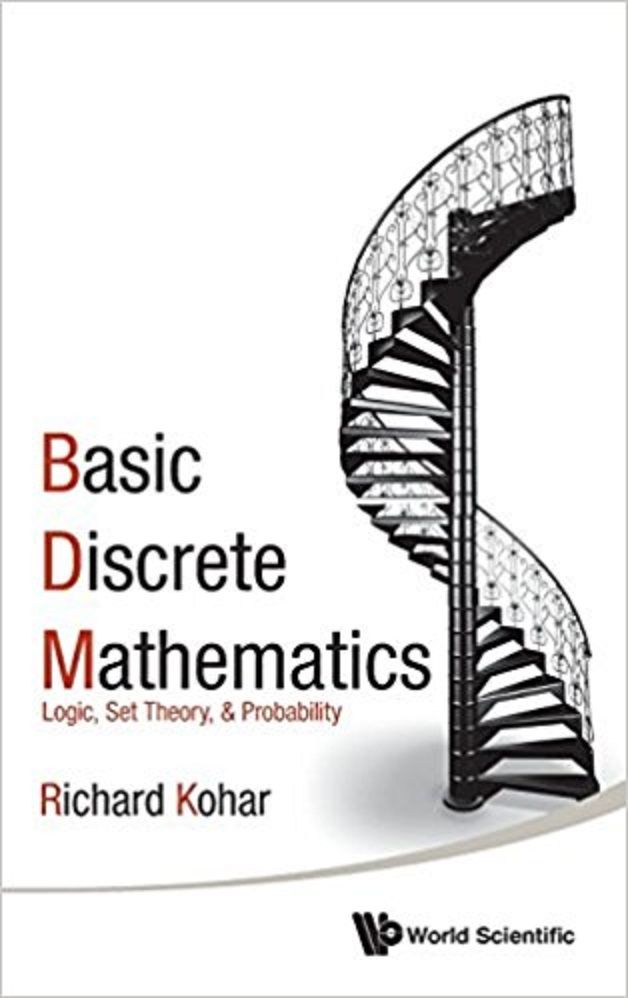 Basic
Discrete
Mathematics
Logic, Set Theory, & Probability
Richard Kohar
World Scientific